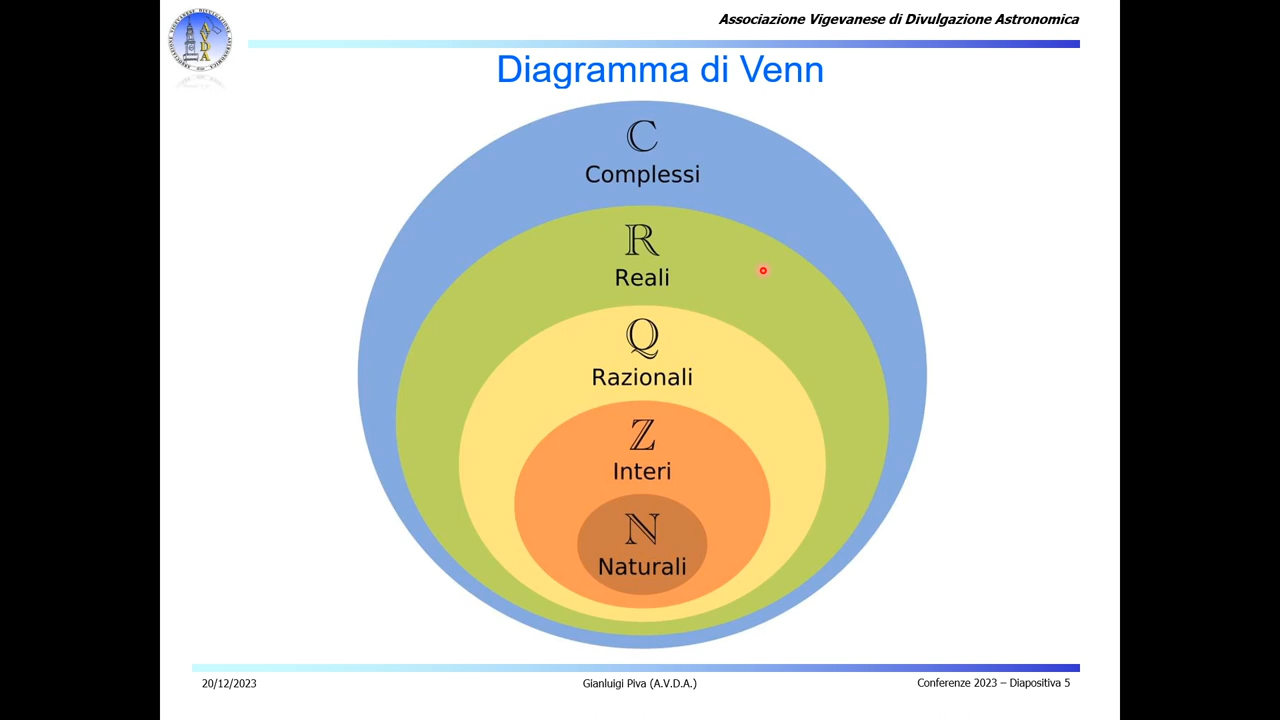 Associazione Vigevanese di Divulgazione Astronomica
Diagramma di Venn
ℂ
Complessi
ℝ
Reali
ℚ
Razionali
ℤ
Interi
ℕ
Naturali
20/12/2023
Gianluigi Piva (A.V.D.A.)
Conferenze 2023 – Diapositiva 5